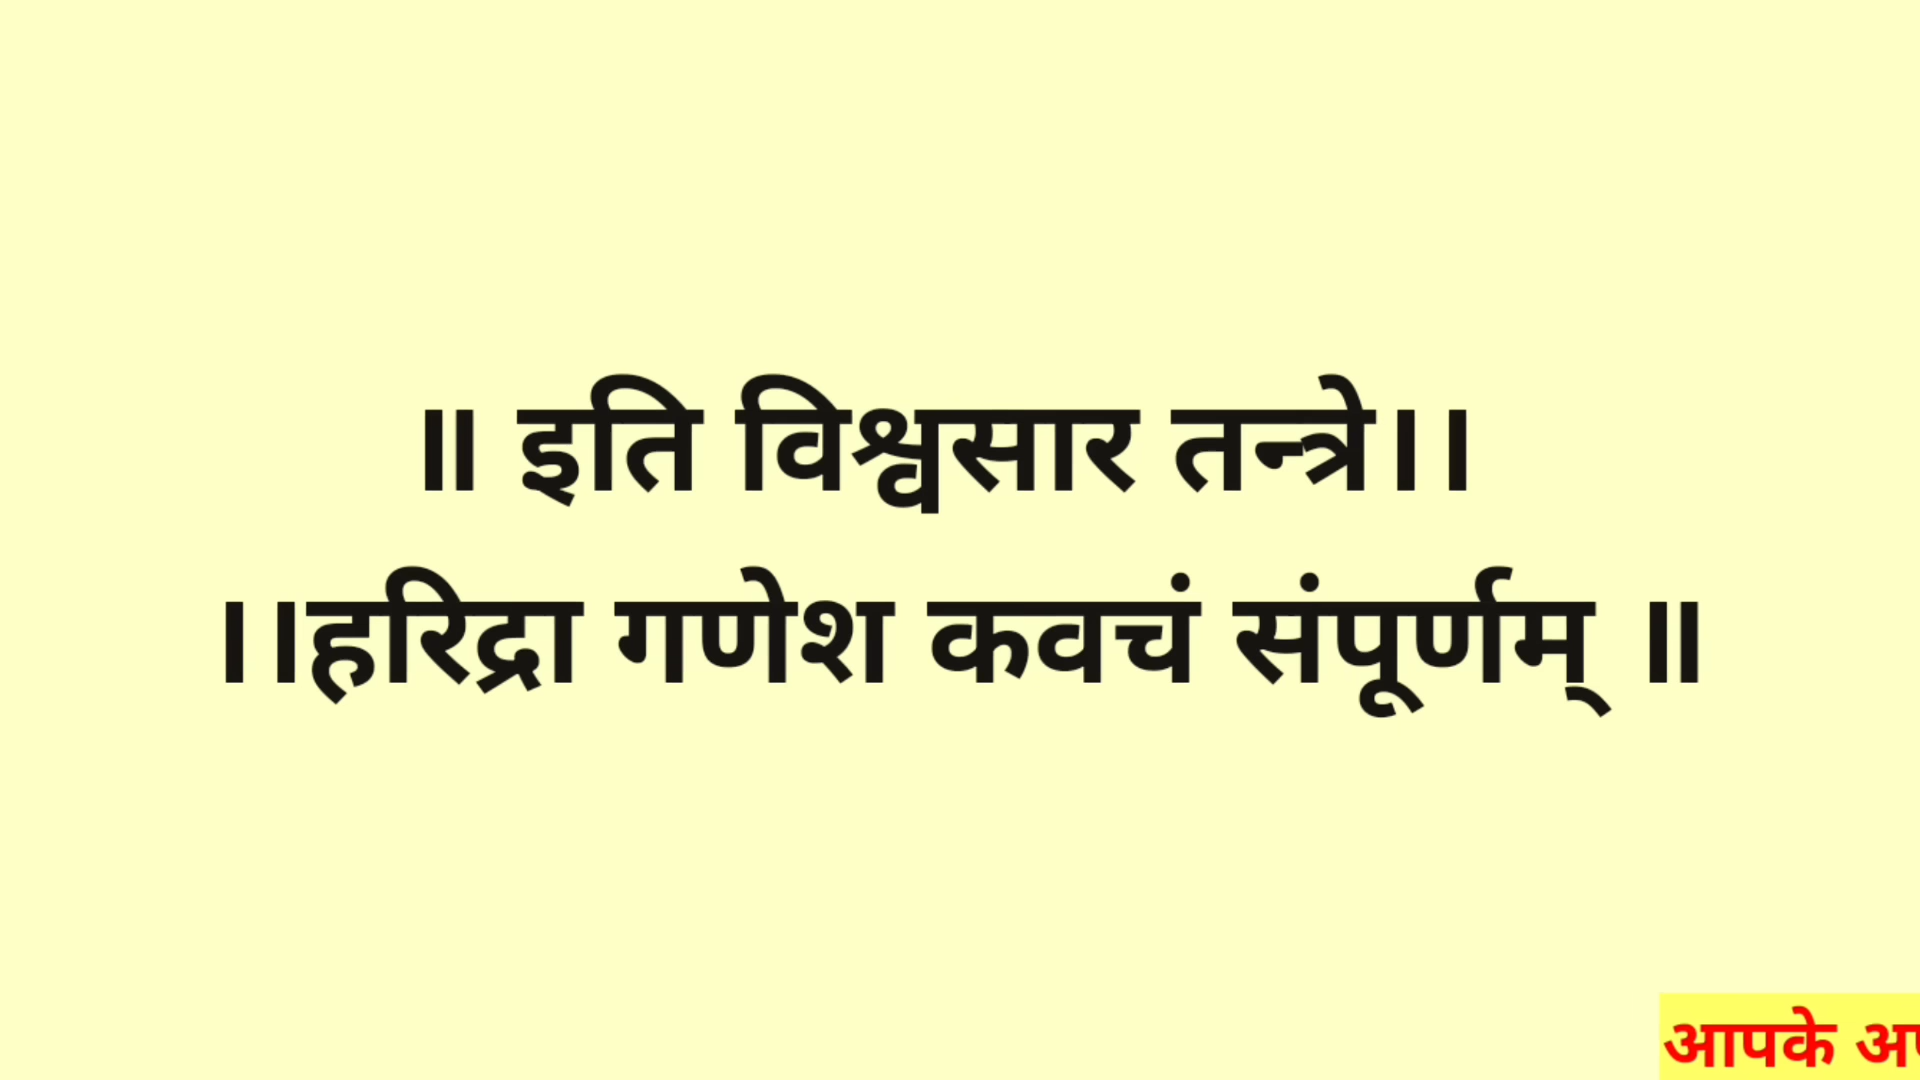 ॥ इति विश्वसार तन्त्रे।।
।।हरिद्रा गणेश कवचं संपूर्णम् ॥
आपके